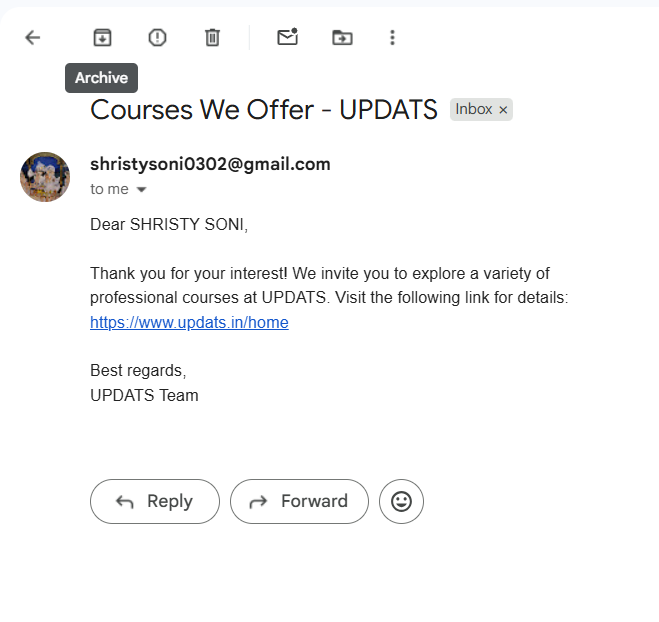 Archive
Courses We Offer - UPDATS Inbox ×
shristysoni0302@gmail.com
to me
Dear SHRISTY SONI,
Thank you for your interest! We invite you to explore a variety of
professional courses at UPDATS. Visit the following link for details:
https://www.updats.in/home
Best regards,
UPDATS Team
Reply Forward